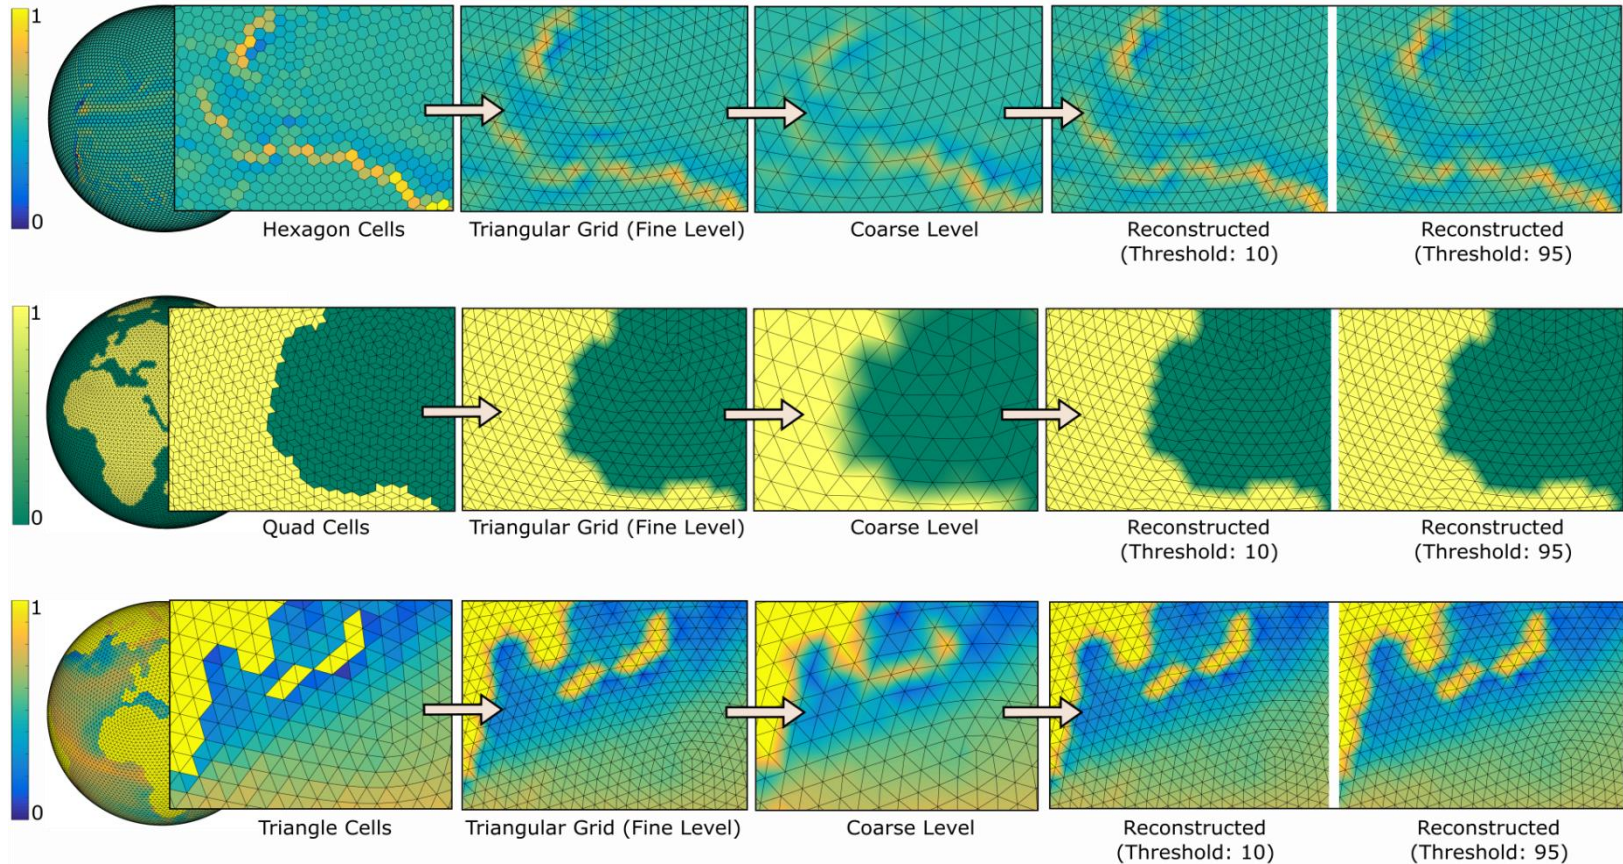 1
0
Hexagon Cells
Triangular Grid (Fine Level)
Coarse Level
Reconstructed
(Threshold: 10)
Reconstructed
(Threshold: 95)
1
0
Quad Cells
Triangular Grid (Fine Level)
Coarse Level
Reconstructed
(Threshold: 10)
Reconstructed
(Threshold: 95)
1
0
Triangle Cells
Triangular Grid (Fine Level)
Coarse Level
Reconstructed
(Threshold: 10)
Reconstructed
(Threshold: 95)